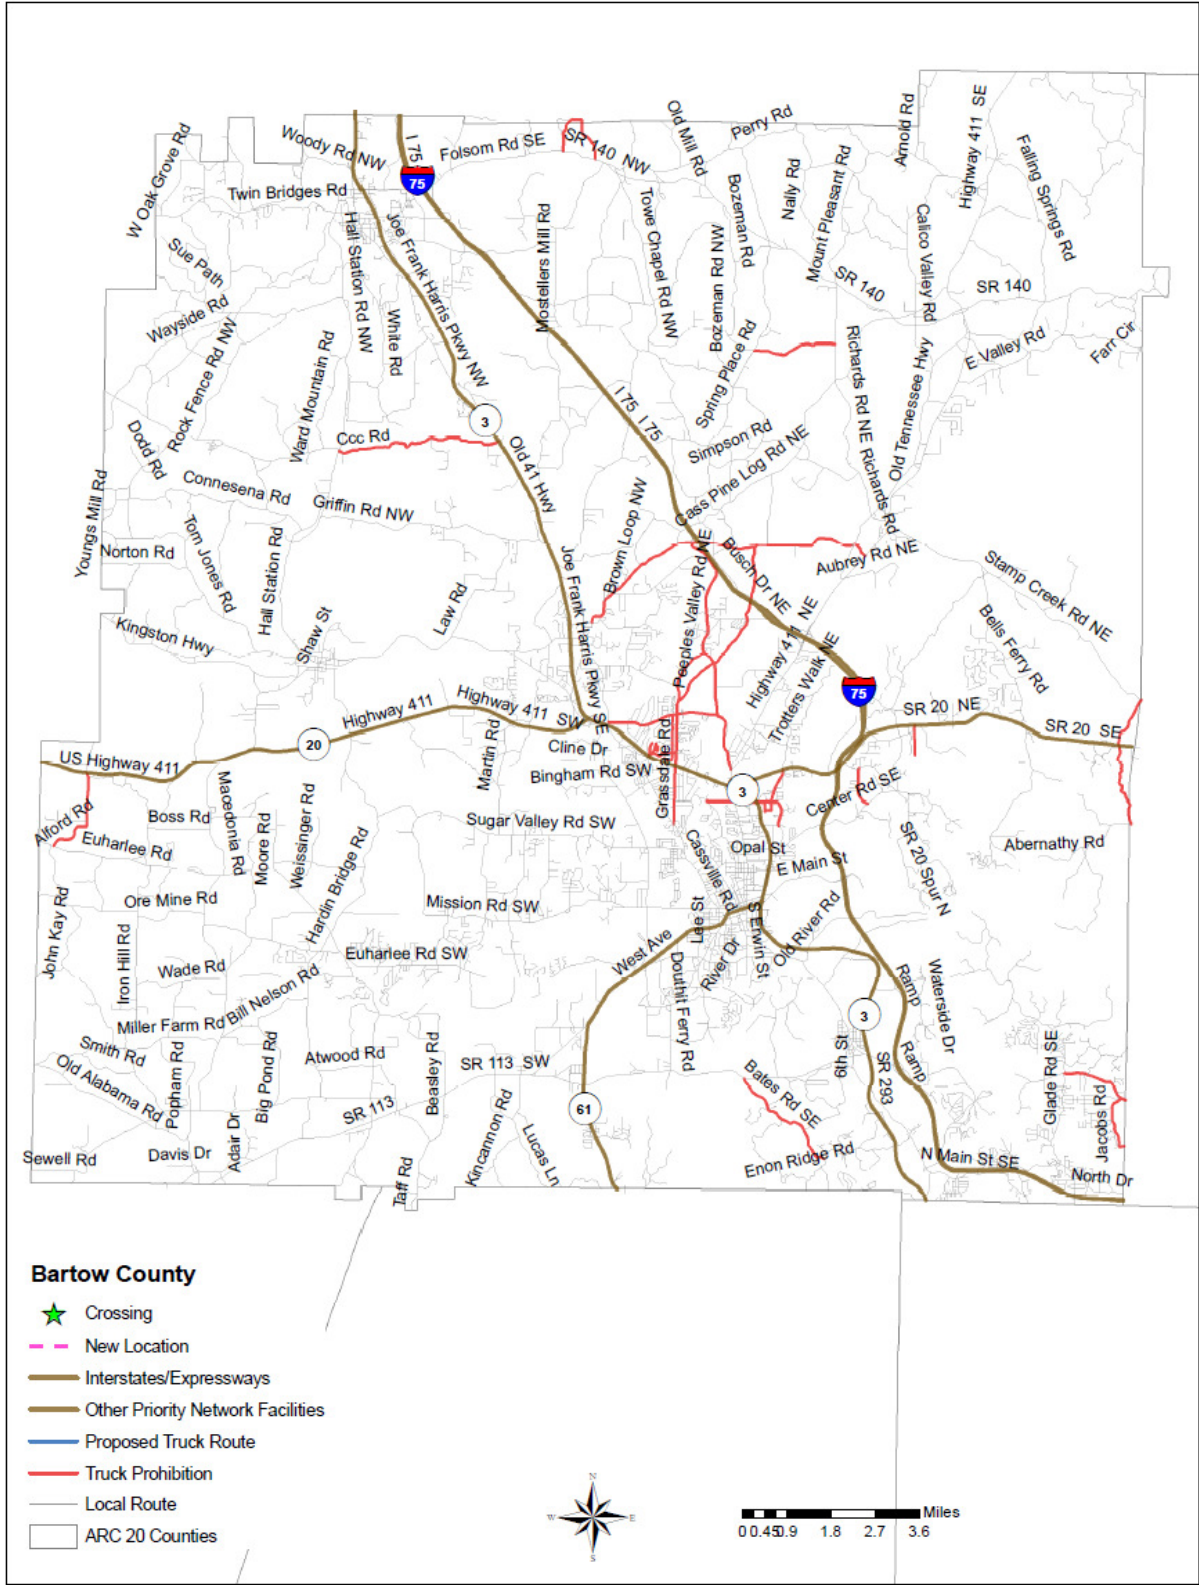 Arnold Rd
Highway 411 SE
Old Mill Rd
Perry Rd
W Oak Grove Rd
Woody Rd NW
I 75
Folsom Rd SE
SR 140 NW
Falling Springs Rd
75
Twin Bridges Rd
Nally Rd
Mount Pleasant Rd
Bozeman Rd
Towe Chapel Rd NW
Hall Station Rd NW
Joe Frank Harris Pkwy NW
Mostellers Mill Rd
Bozeman Rd NW
Calico Valley Rd
Sue Path
SR 140
SR 140
Wayside Rd
Rock Fence Rd NW
White Rd
Ward Mountain Rd
Spring Place Rd
Richards Rd NE Richards Rd
Old Tennessee Hwy
E Valley Rd
Farr Cir
I 75 I 75
3
Dodd Rd
Ccc Rd
Old 41 Hwy
Simpson Rd
Cass Pine Log Rd NE
Youngs Mill Rd
Connesena Rd
Griffin Rd NW
Brown Loop NW
Norton Rd
Tom Jones Rd
Hall Station Rd
Joe Frank Harris Pkwy SE
Peeples Valley Rd NE
Busch Dr NE
Aubrey Rd NE
Stamp Creek Rd NE
Law Rd
Kingston Hwy
Shaw St
Highway 411 NE
Trotters Walk NE
Bells Ferry Rd
75
Highway 411
Highway 411 SW
SR 20 NE
SR 20 SE
20
US Highway 411
Martin Rd
Cline Dr
Bingham Rd SW
Grassdale Rd
3
Center Rd SE
Alford Rd
Boss Rd
Macedonia Rd
Moore Rd
Weissinger Rd
Sugar Valley Rd SW
Euharlee Rd
Hardin Bridge Rd
Cassville Rd
Opal St
E Main St
SR 20 Spur N
Abernathy Rd
Ore Mine Rd
Mission Rd SW
John Kay Rd
Iron Hill Rd
Lee St
S Erwin St
Old River Rd
Wade Rd
Euharlee Rd SW
West Ave
River Dr
Douthit Ferry Rd
Bill Nelson Rd
Ramp
Waterside Dr
Miller Farm Rd
3
Smith Rd
Old Alabama Rd
Popham Rd
Big Pond Rd
Atwood Rd
Beasley Rd
SR 113 SW
6th St
SR 293
Ramp
Glade Rd SE
Bates Rd SE
SR 113
61
Jacobs Rd
Adair Dr
Kincannon Rd
Lucas Ln
Sewell Rd
Davis Dr
Taff Rd
Enon Ridge Rd
N Main St SE
North Dr
Bartow County
Crossing
New Location
Interstates/Expressways
Other Priority Network Facilities
Proposed Truck Route
Truck Prohibition
Local Route
ARC 20 Counties
N
W
E
S
Miles
0 0.45 0.9 1.8 2.7 3.6